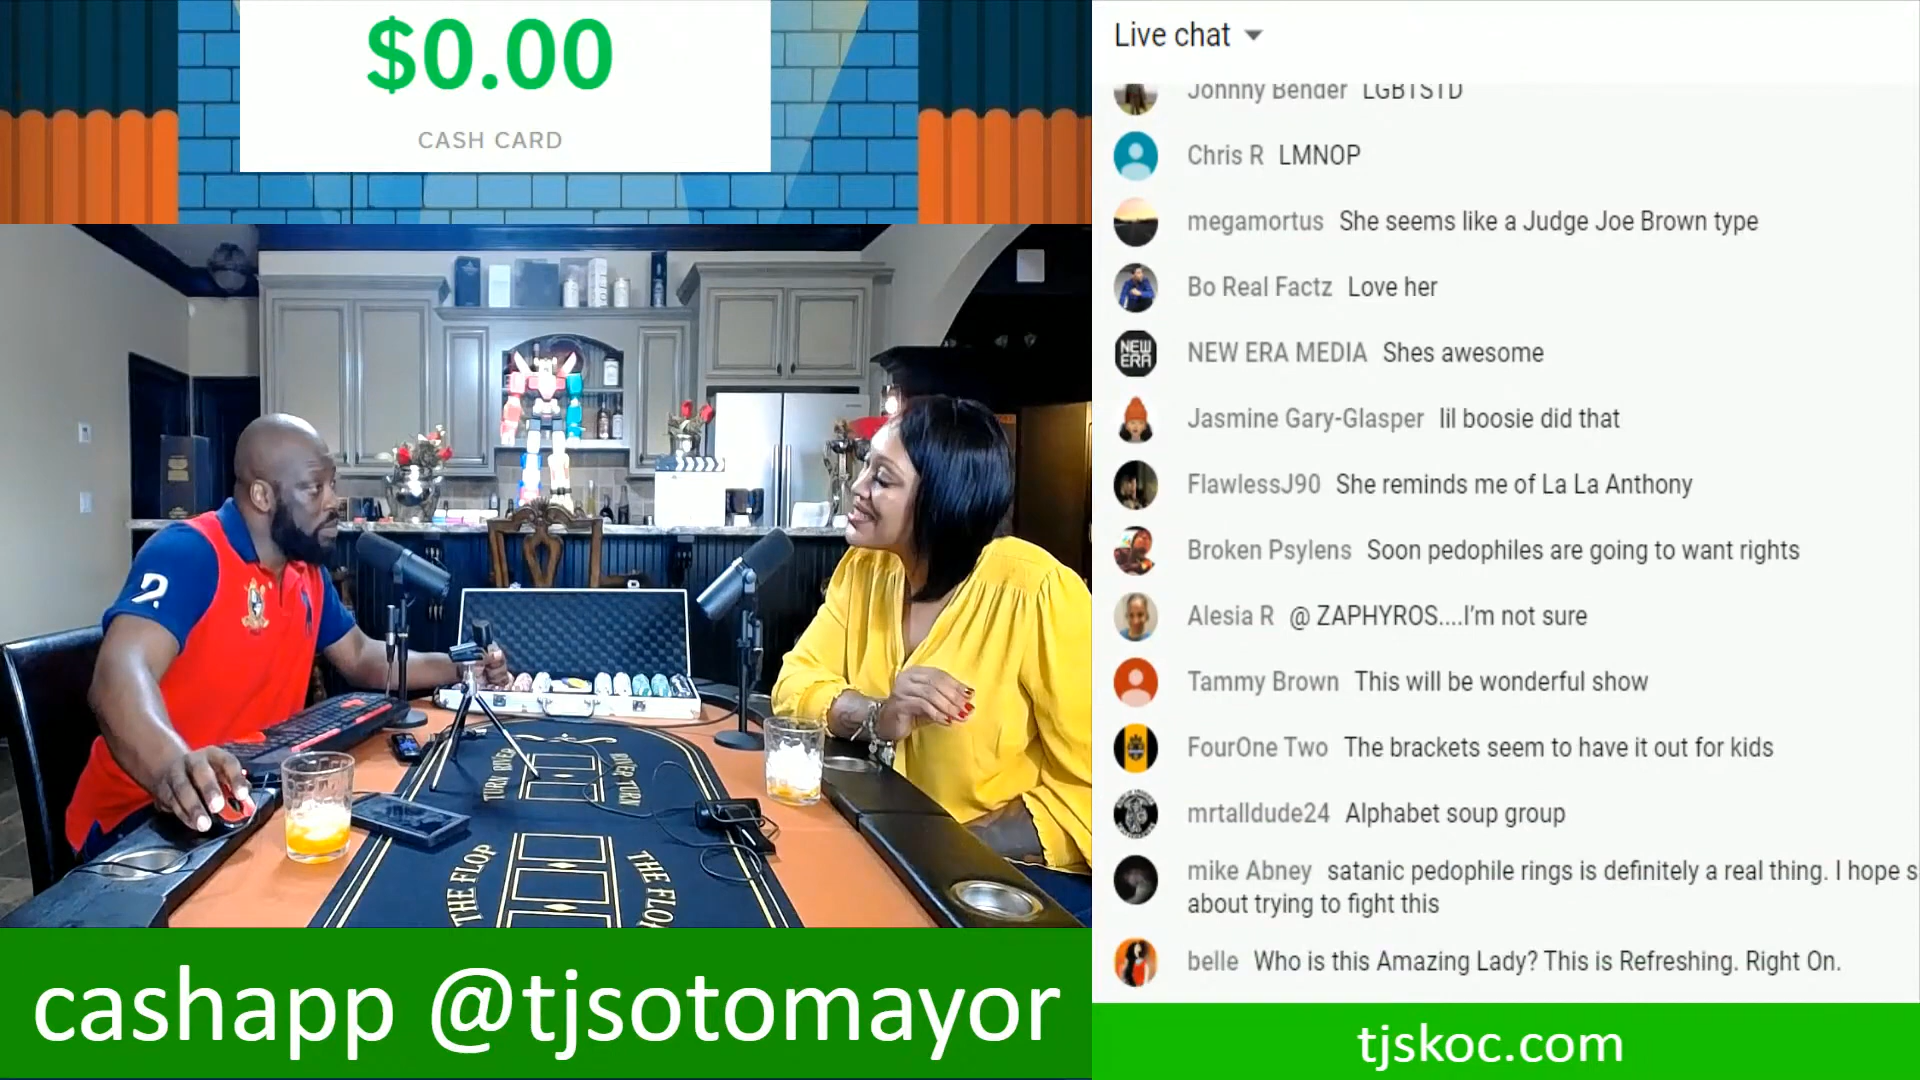 $0.00
CASH CARD
TURN RIVER
THE FLOP
THE FLOP
cashapp @tjsotomayor
Live chat
Johnny Bender LGBTSTD
Chris R LMNOP
megamortus She seems like a Judge Joe Brown type
Bo Real Factz Love her
NEW ERA
NEW ERA MEDIA Shes awesome
Jasmine Gary-Glasper lil boosie did that
FlawlessJ90 She reminds me of La La Anthony
Broken Psylens Soon pedophiles are going to want rights
Alesia R @ ZAPHYROS....I'm not sure
Tammy Brown This will be wonderful show
FourOne Two The brackets seem to have it out for kids
mrtalldude24 Alphabet soup group
mike Abney satanic pedophile rings is definitely a real thing. I hope s
about trying to fight this
belle Who is this Amazing Lady? This is Refreshing. Right On.
tjskoc.com